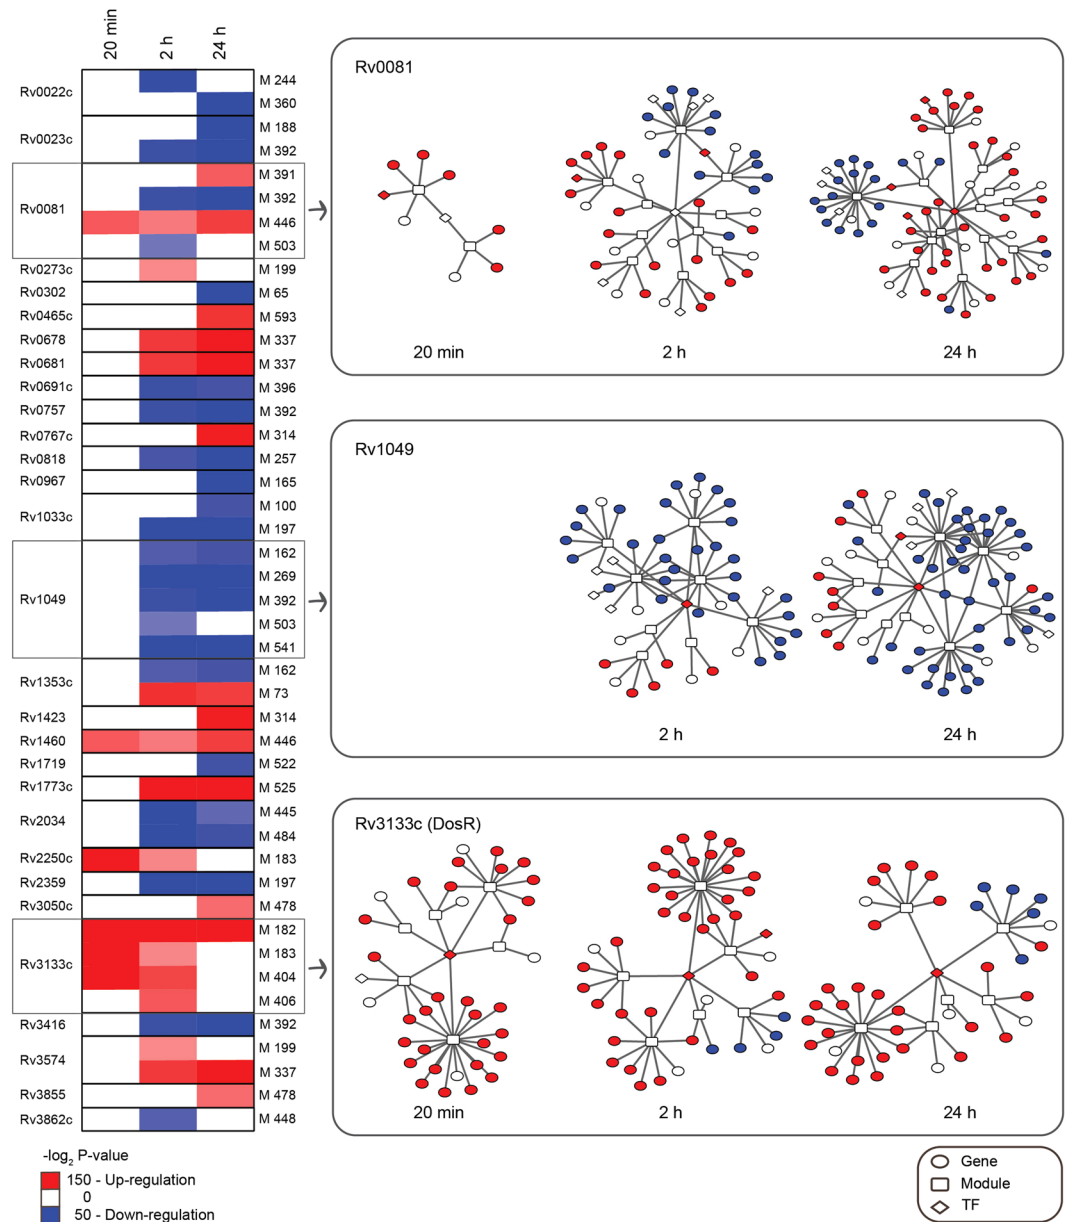 20 min 2 h 24 h
Rv0022c M 244
M 360
Rv0023c M 188
M 392
Rv0081 M 391
M 392
M 446
M 503
Rv0273c M 199
Rv0302 M 65
Rv0465c M 593
Rv0678 M 337
Rv0681 M 337
Rv0691c M 396
Rv0757 M 392
Rv0767c M 314
Rv0818 M 257
Rv0967 M 165
Rv1033c M 100
M 197
Rv1049 M 162
M 269
M 392
M 503
M 541
Rv1353c M 162
M 73
Rv1423 M 314
Rv1460 M 446
Rv1719 M 522
Rv1773c M 525
Rv2034 M 445
M 484
Rv2250c M 183
Rv2359 M 197
Rv3050c M 478
Rv3133c M 182
M 183
M 404
M 406
Rv3416 M 392
Rv3574 M 199
M 337
Rv3855 M 478
Rv3862c M 448
-log2 P-value
150 - Up-regulation
0
50 - Down-regulation
Rv0081
20 min 2 h 24 h
Rv1049
2 h 24 h
Rv3133c (DosR)
20 min 2 h 24 h
Gene
Module
TF